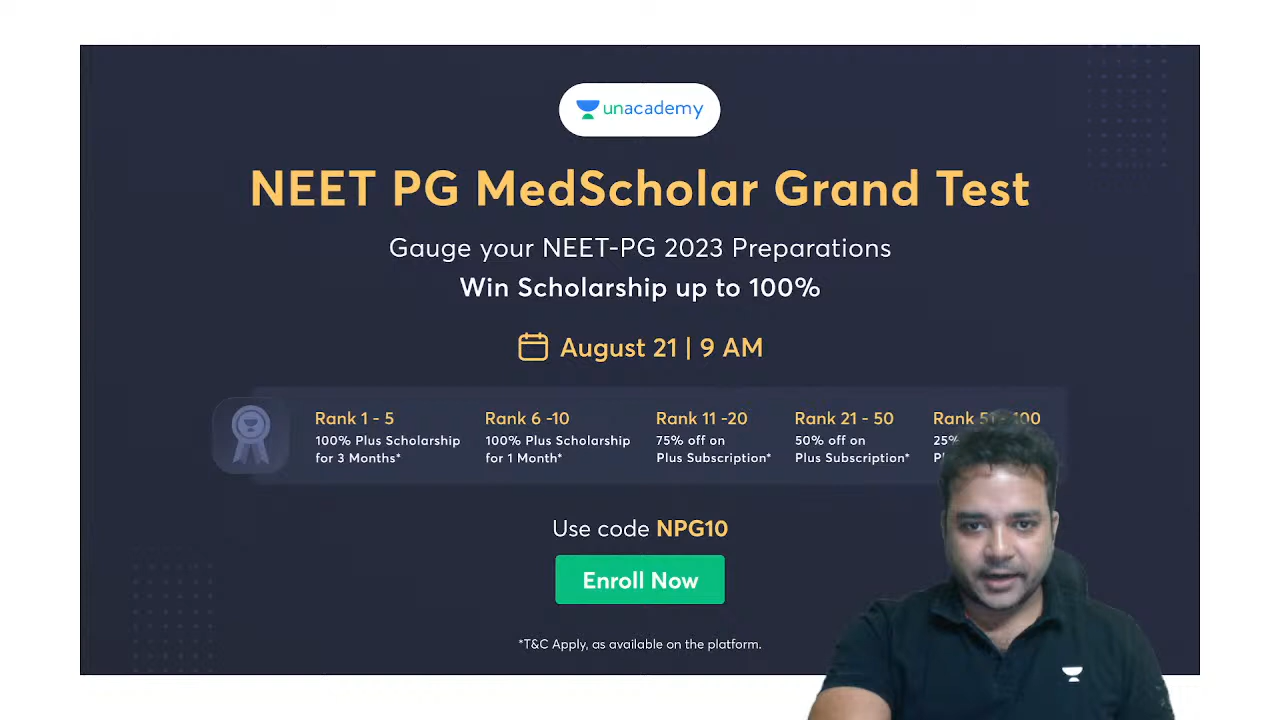 unacademy
NEET PG MedScholar Grand Test
Gauge your NEET-PG 2023 Preparations
Win Scholarship up to 100%
August 21 | 9 AM
Rank 1 - 5
100% Plus Scholarship
for 3 Months*
Rank 6 -10
100% Plus Scholarship
for 1 Month*
Rank 11 -20
75% off on
Plus Subscription*
Rank 21 - 50
50% off on
Plus Subscription*
Rank 51 - 100
25%
Use code NPG10
Enroll Now
*T&C Apply, as available on the platform.